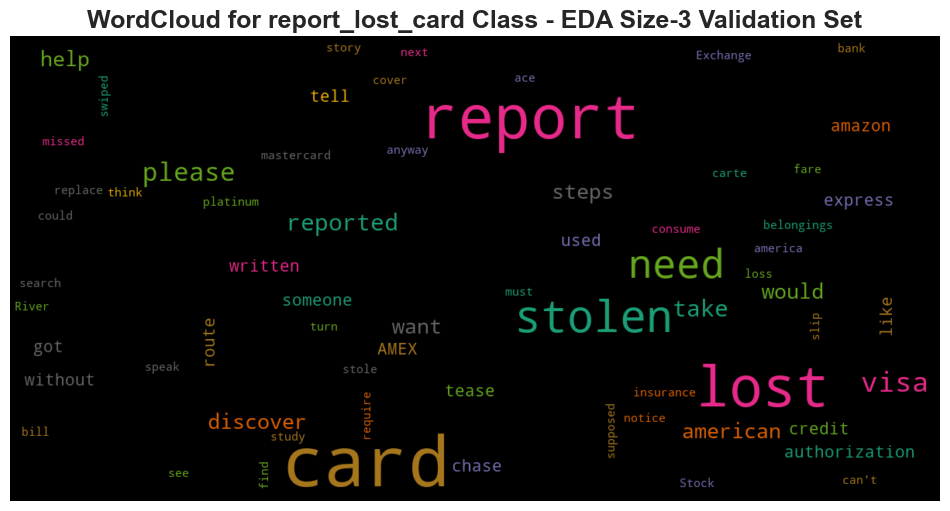 WordCloud for report_lost_card Class - EDA Size-3 Validation Set
story
next
bank
help
Exchange
cover
ace
swiped
tell
report
amazon
missed
anyway
mastercard
please
fare
carte
steps
replace
think
platinum
express
could
reported
belongings
consume
used
america
written
need
loss
search
must
would
someone
River
stolen
take
like
turn
slip
route
want
got
AMEX
speak
stole
without
lost
visa
tease
insurance
require
discover
notice
supposed
american
credit
bill
study
authorization
card
chase
see
find
Stock
can't